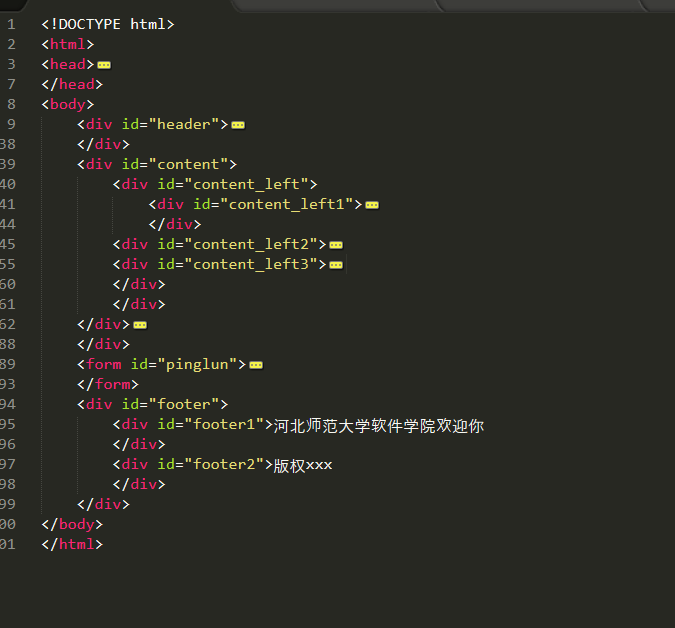 1 <!DOCTYPE html>
2 <html>
3 <head>
7 </head>
8 <body>
9 <div id="header">
38 </div>
39 <div id="content">
40 <div id="content_left">
41 <div id="content_left1">
44 </div>
45 <div id="content_left2">
55 <div id="content_left3">
60 </div>
61 </div>
62 </div>
88 </div>
89 <form id="pinglun">
93 </form>
94 <div id="footer">
95 <div id="footer1">河北师范大学软件学院欢迎你
96 </div>
97 <div id="footer2">版权xxx
98 </div>
99 </div>
00 </body>
01 </html>